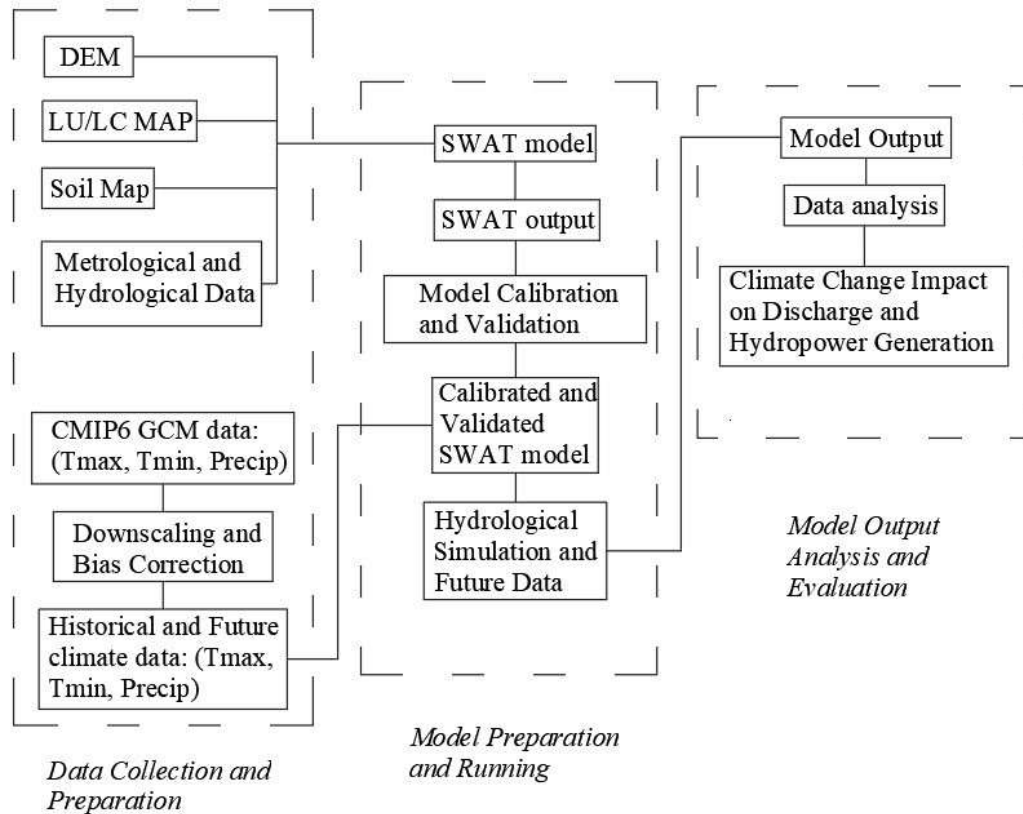 DEM
LU/LC MAP
Soil Map
Metrological and
Hydrological Data
CMIP6 GCM data:
(Tmax, Tmin, Precip)
Downscaling and
Bias Correction
Historical and Future
climate data: (Tmax,
Tmin, Precip)
Data Collection and
Preparation
SWAT model
SWAT output
Model Calibration
and Validation
Calibrated and
Validated
SWAT model
Hydrological
Simulation and
Future Data
Model Preparation
and Running
Model Output
Data analysis
Climate Change Impact
on Discharge and
Hydropower Generation
Model Output
Analysis and
Evaluation